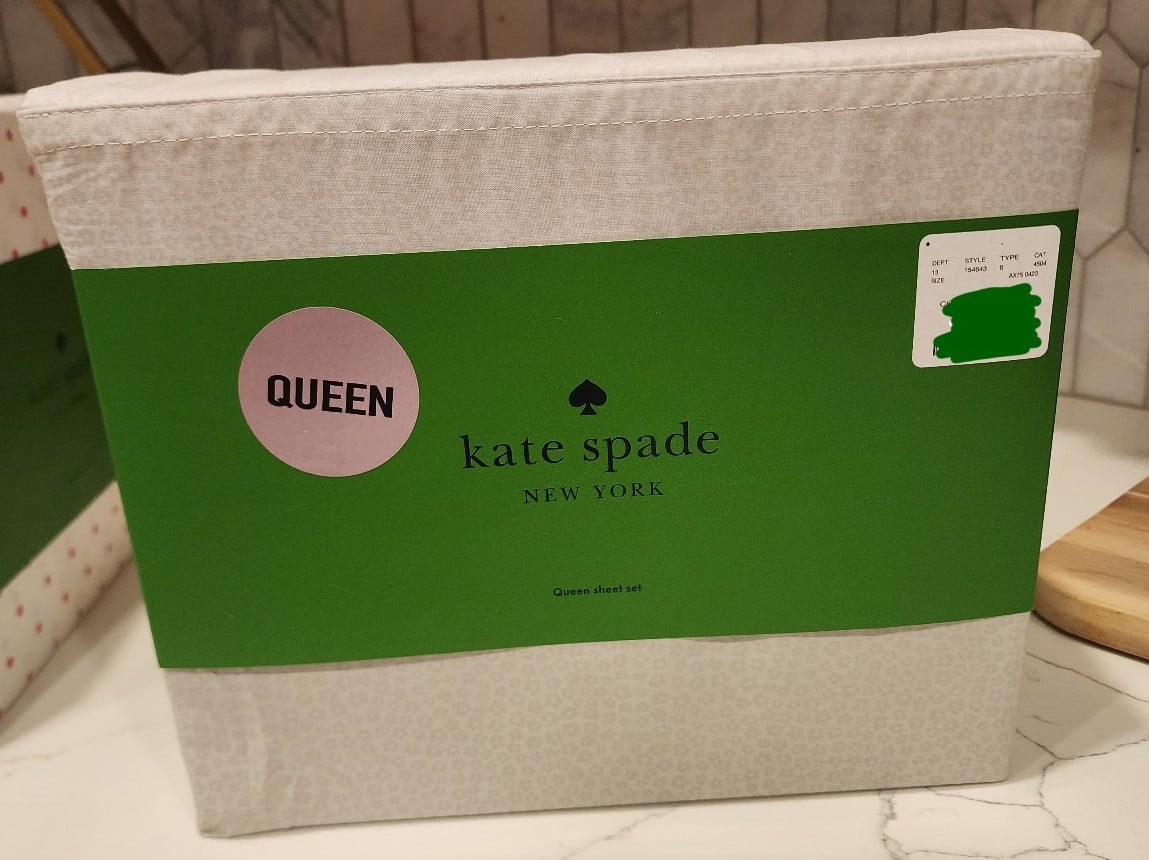 DEPT STYLE TYPE CAT
13 154643 6 4504
SIZE AX75 0423
QUEEN
kate spade
NEW YORK
Queen sheet set